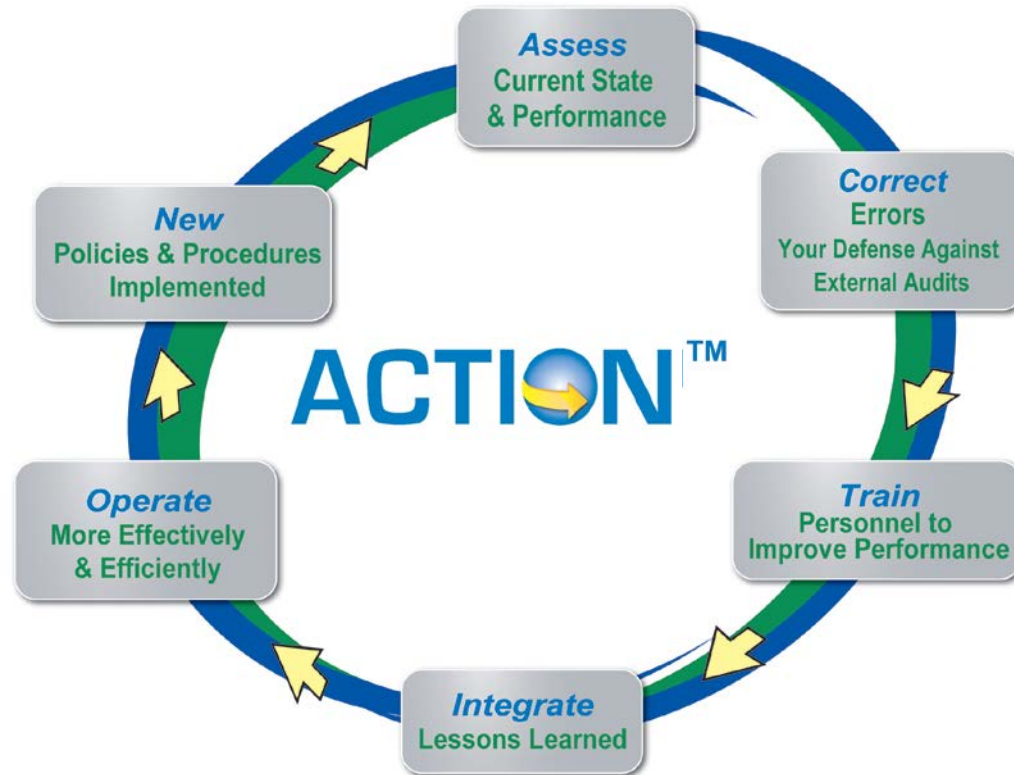 Assess
Current State
& Performance
Correct
Errors
Your Defense Against
External Audits
Train
Personnel to
Improve Performance
Integrate
Lessons Learned
Operate
More Effectively
& Efficiently
New
Policies & Procedures
Implemented
ACTION™